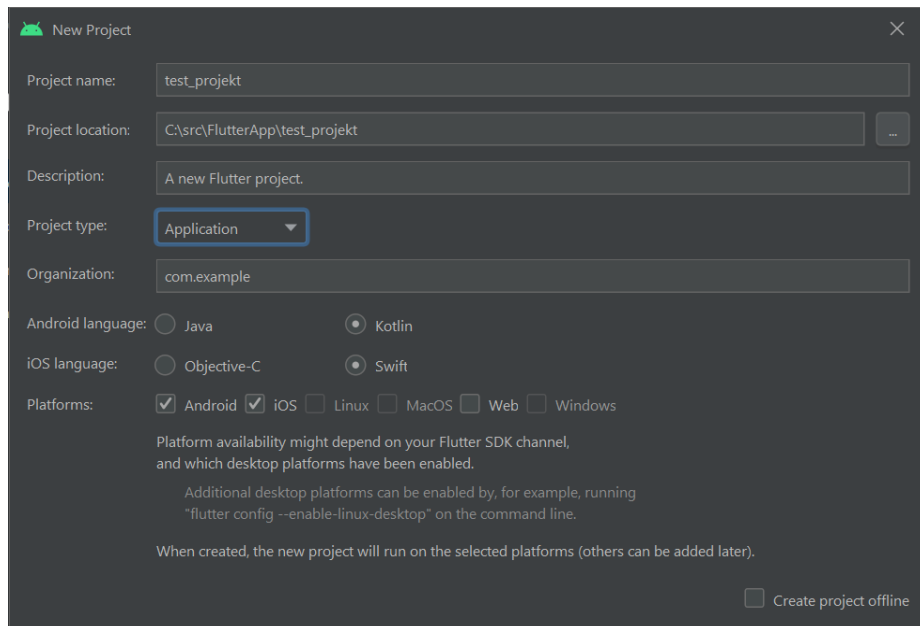 New Project
Project name: test_projekt
Project location: C:\src\FlutterApp\test_projekt ...
Description: A new Flutter project.
Project type: Application
Organization: com.example
Android language: Java Kotlin
iOS language: Objective-C Swift
Platforms: Android iOS Linux MacOS Web Windows
Platform availability might depend on your Flutter SDK channel,
and which desktop platforms have been enabled.
Additional desktop platforms can be enabled by, for example, running
"flutter config --enable-linux-desktop" on the command line.
When created, the new project will run on the selected platforms (others can be added later).
Create project offline